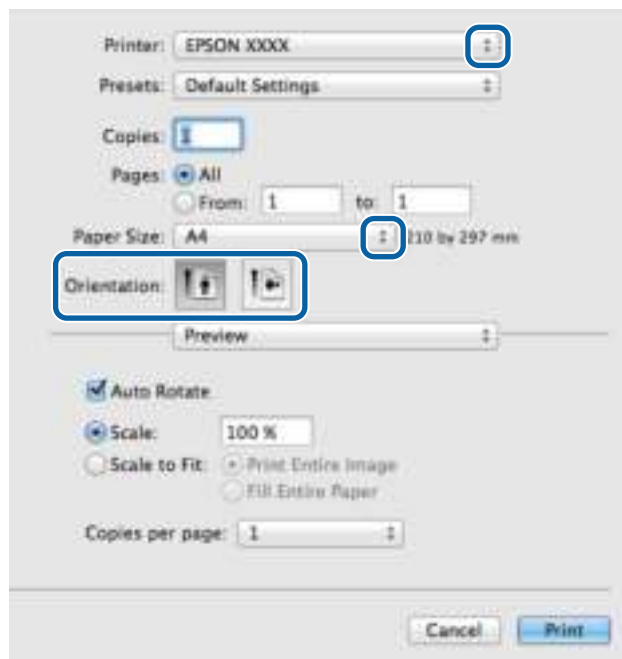 Printer: EPSON XXXX
Presets: Default Settings
Copies: 1
Pages: All
From: 1 to: 1
Paper Size: A4 210 by 297 mm
Orientation:
Preview
Auto Rotate
Scale: 100 %
Scale to Fit: Print Entire Image
Fill Entire Paper
Copies per page: 1
Cancel Print